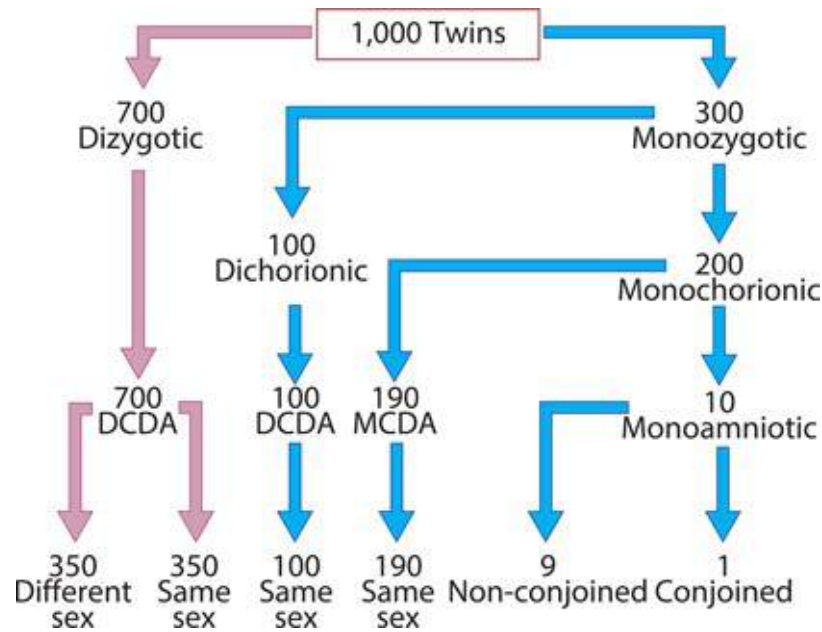 1,000 Twins
700
Dizygotic
300
Monozygotic
100
Dichorionic
200
Monochorionic
700
DCDA
100
DCDA
190
MCDA
10
Monoamniotic
350
Different
sex
350
Same
sex
100
Same
sex
190
Same
sex
9
Non-conjoined
1
Conjoined